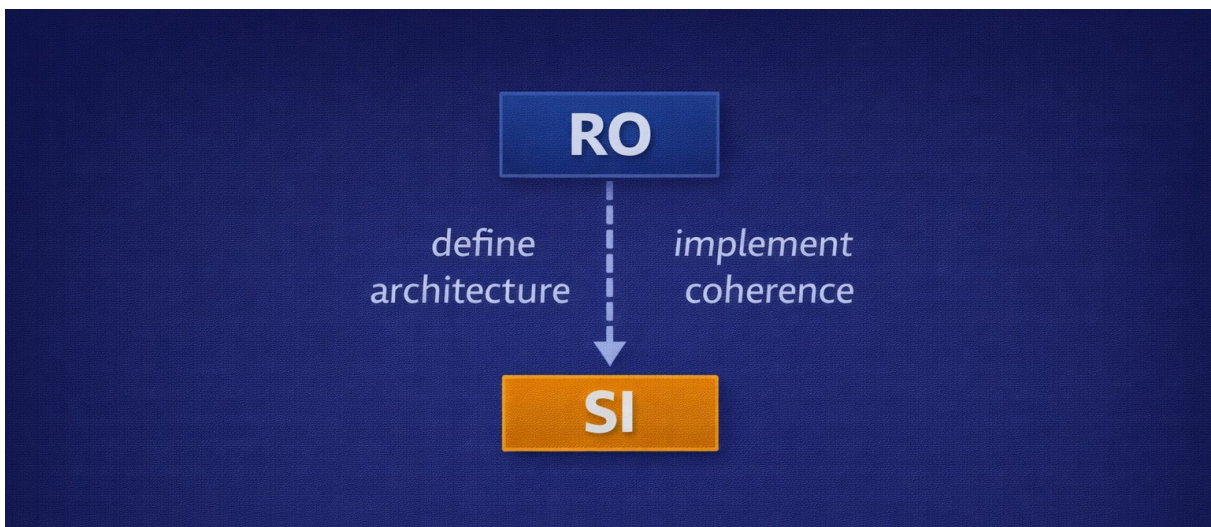 RO
define
architecture
implement
coherence
SI